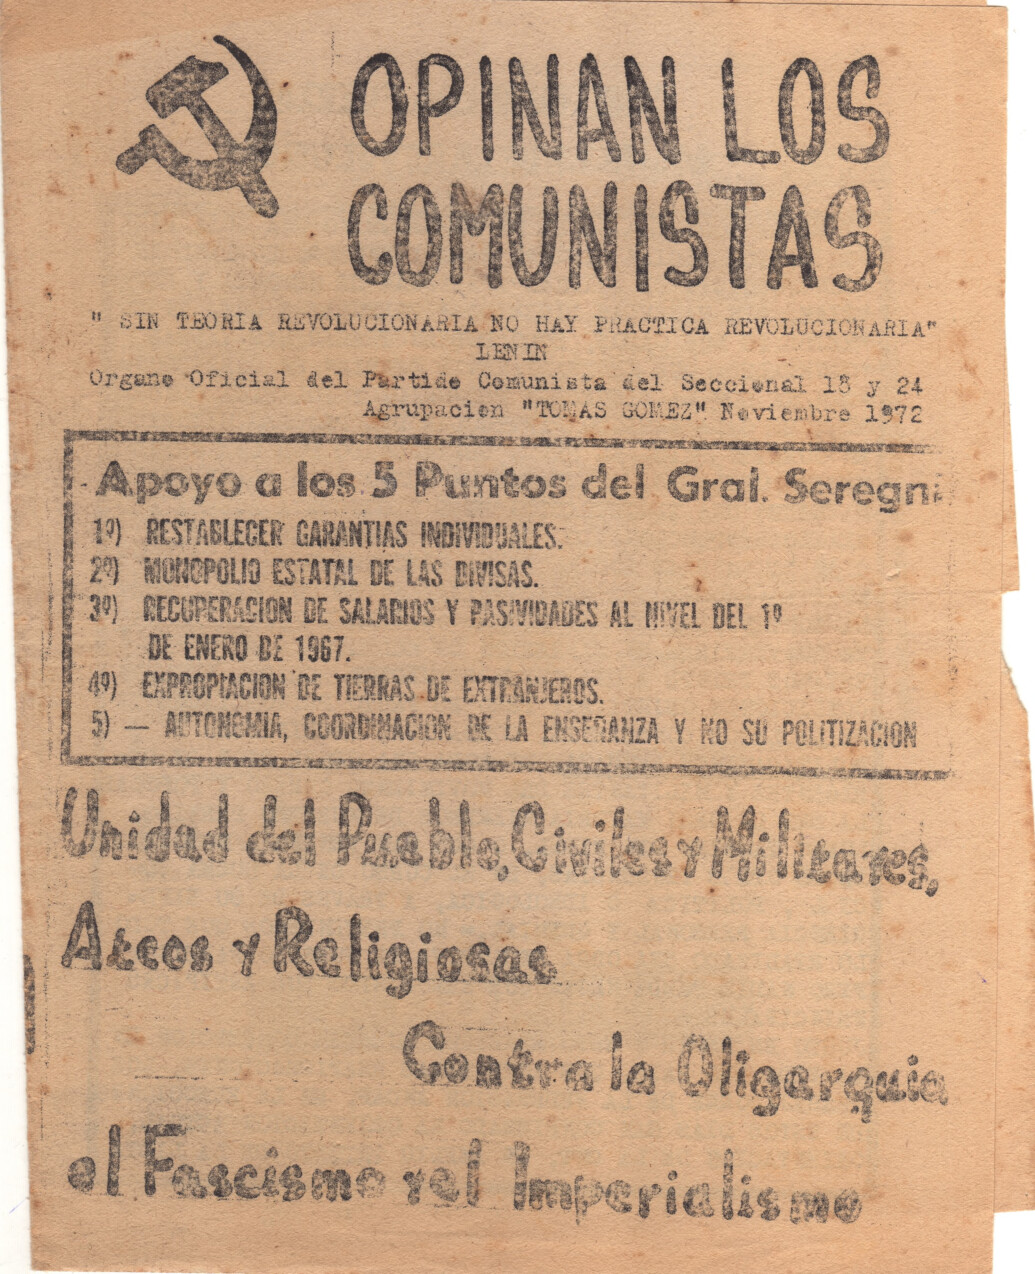 OPINAN LOS
COMUNISTAS
" SIN TEORIA REVOLUCIONARIA NO HAY PRACTICA REVOLUCIONARIA"
LENIN
Organo Oficial del Partido Comunista del Seccional 18 y 24
Agrupacion "TOMAS GOMEZ" Noviembre 1972
Apoyo a los 5 Puntos del Gral. Seregni
1º) RESTABLECER GARANTIAS INDIVIDUALES.
2º) MONOPOLIO ESTATAL DE LAS DIVISAS.
3º) RECUPERACION DE SALARIOS Y PASIVIDADES AL NIVEL DEL 1º
DE ENERO DE 1967.
4º) EXPROPIACION DE TIERRAS DE EXTRANJEROS.
5) — AUTONOMIA, COORDINACION DE LA ENSEÑANZA Y NO SU POLITIZACION
Unidad del Pueblo, Civiles y Militares,
Ateos y Religiosas
Contra la Oligarquia
el Fascismo y el Imperialismo